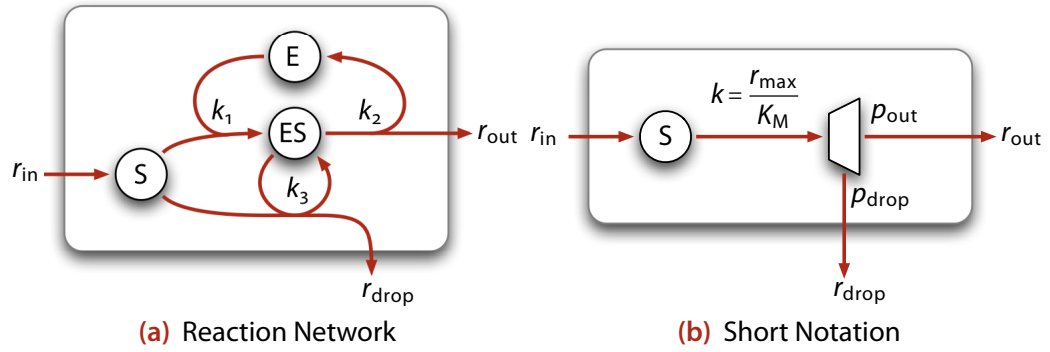 E
k1
k2
ES
rout
rin
S
k3
rdrop
(a) Reaction Network
k = rmax
KM
pout
rin
S
rout
pdrop
rdrop
(b) Short Notation